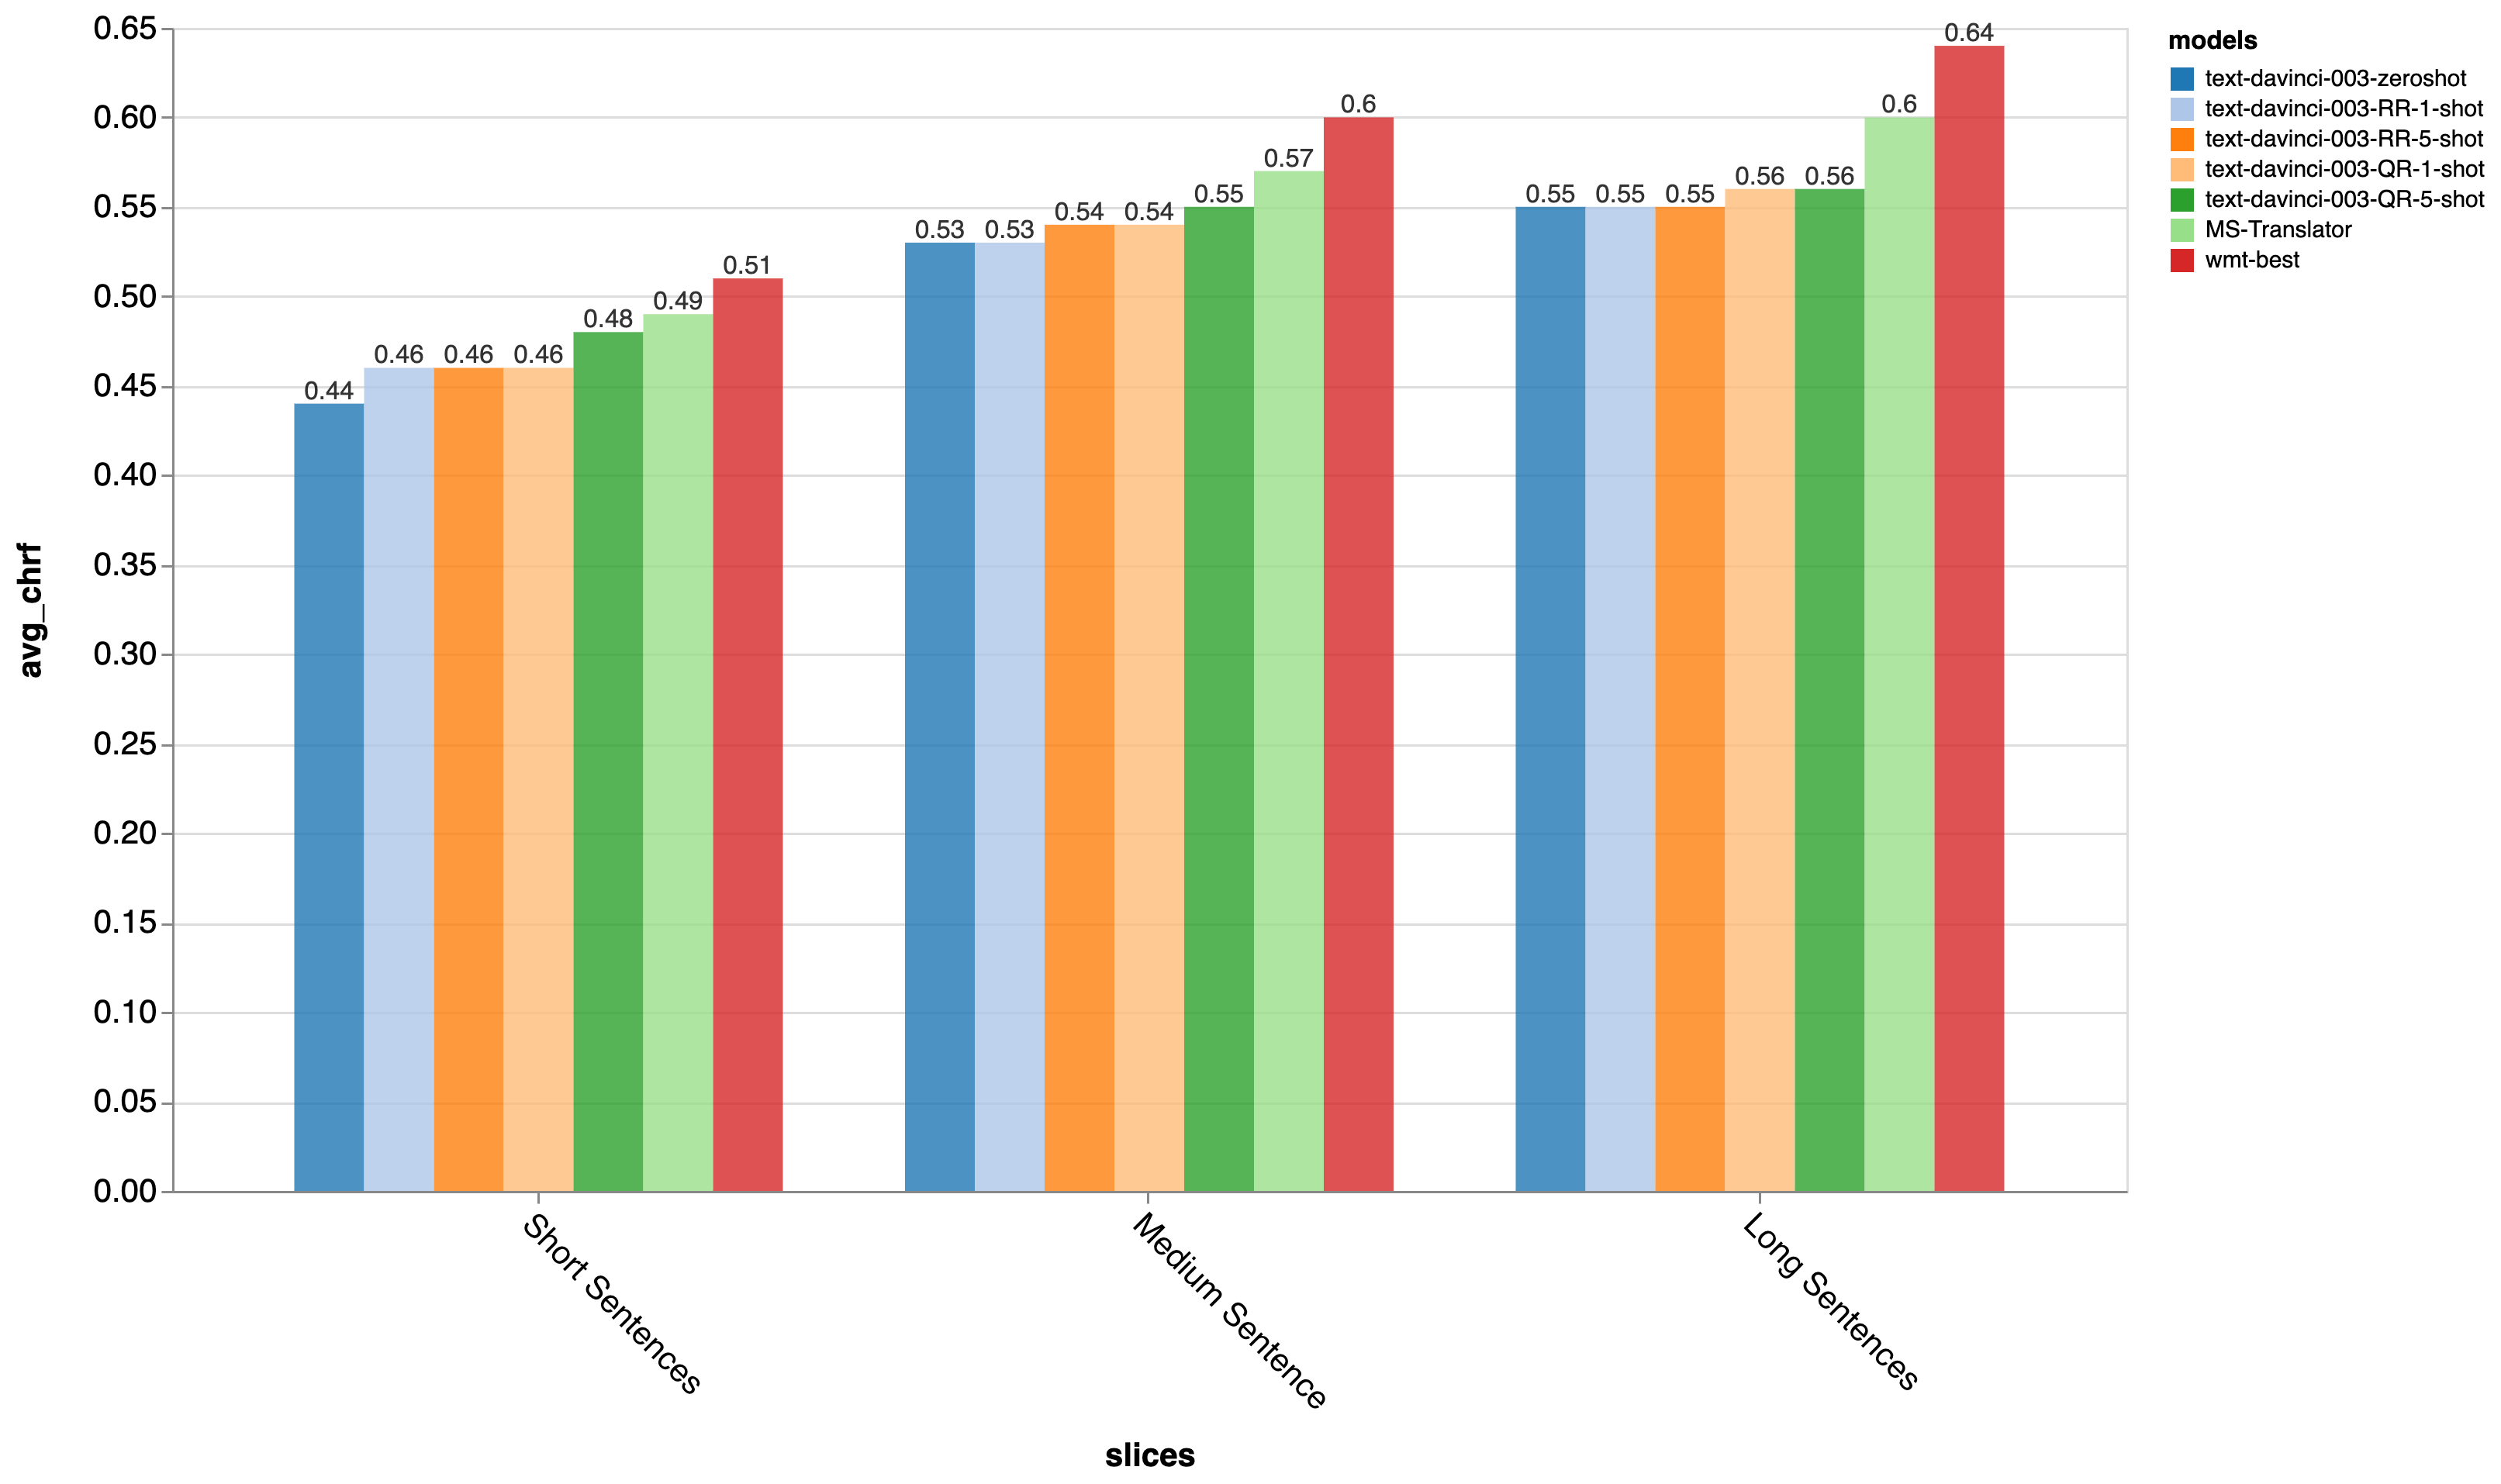 avg_chrf
0.65
0.60
0.55
0.50
0.45
0.40
0.35
0.30
0.25
0.20
0.15
0.10
0.05
0.00
0.44
0.46
0.46
0.46
0.48
0.49
0.51
0.53
0.53
0.54
0.54
0.55
0.57
0.6
0.55
0.55
0.55
0.56
0.56
0.6
0.64
Short Sentences
Medium Sentence
Long Sentences
slices
models
text-davinci-003-zeroshot
text-davinci-003-RR-1-shot
text-davinci-003-RR-5-shot
text-davinci-003-QR-1-shot
text-davinci-003-QR-5-shot
MS-Translator
wmt-best